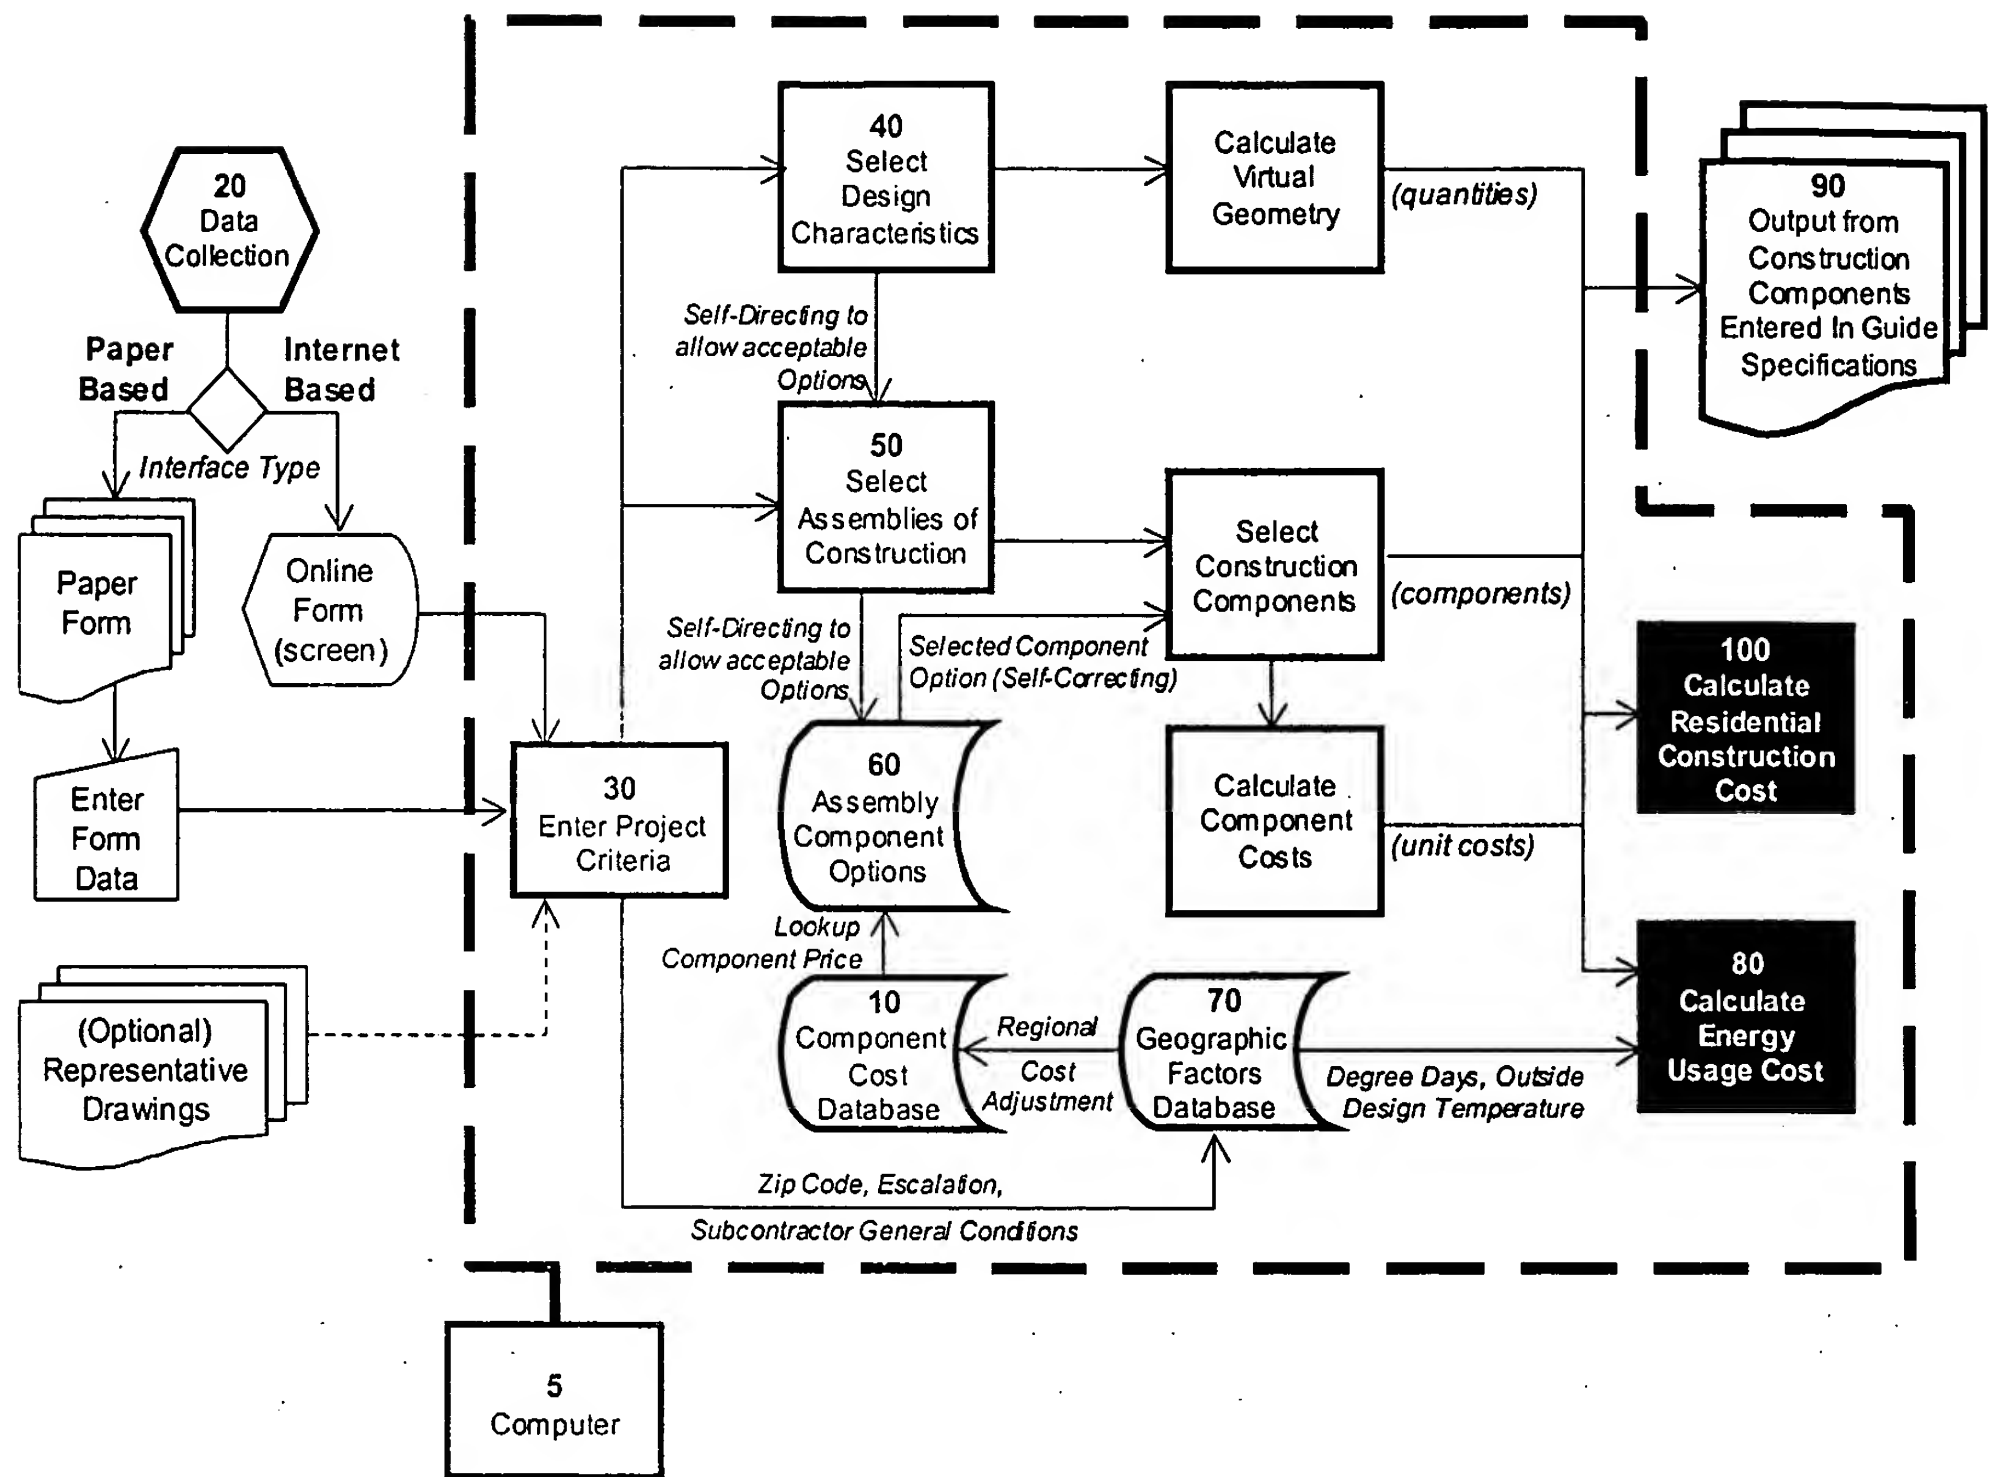 20
Data
Collection
Paper
Based
Internet
Based
Interface Type
Paper
Form
Online
Form
(screen)
Enter
Form
Data
(Optional)
Representative
Drawings
30
Enter Project
Criteria
40
Select
Design
Characteristics
Calculate
Virtual
Geometry
(quantities)
Self-Directing to
allow acceptable
Options
50
Select
Assemblies of
Construction
Select
Construction
Components
(components)
Self-Directing to
allow acceptable
Options
Selected Component
Option (Self-Correcting)
60
Assembly
Component
Options
Calculate
Component
Costs
(unit costs)
Lookup
Component Price
10
Component
Cost
Database
Regional
Cost
Adjustment
70
Geographic
Factors
Database
Degree Days, Outside
Design Temperature
Zip Code, Escalation,
Subcontractor General Conditions
90
Output from
Construction
Components
Entered In Guide
Specifications
100
Calculate
Residential
Construction
Cost
80
Calculate
Energy
Usage Cost
5
Computer